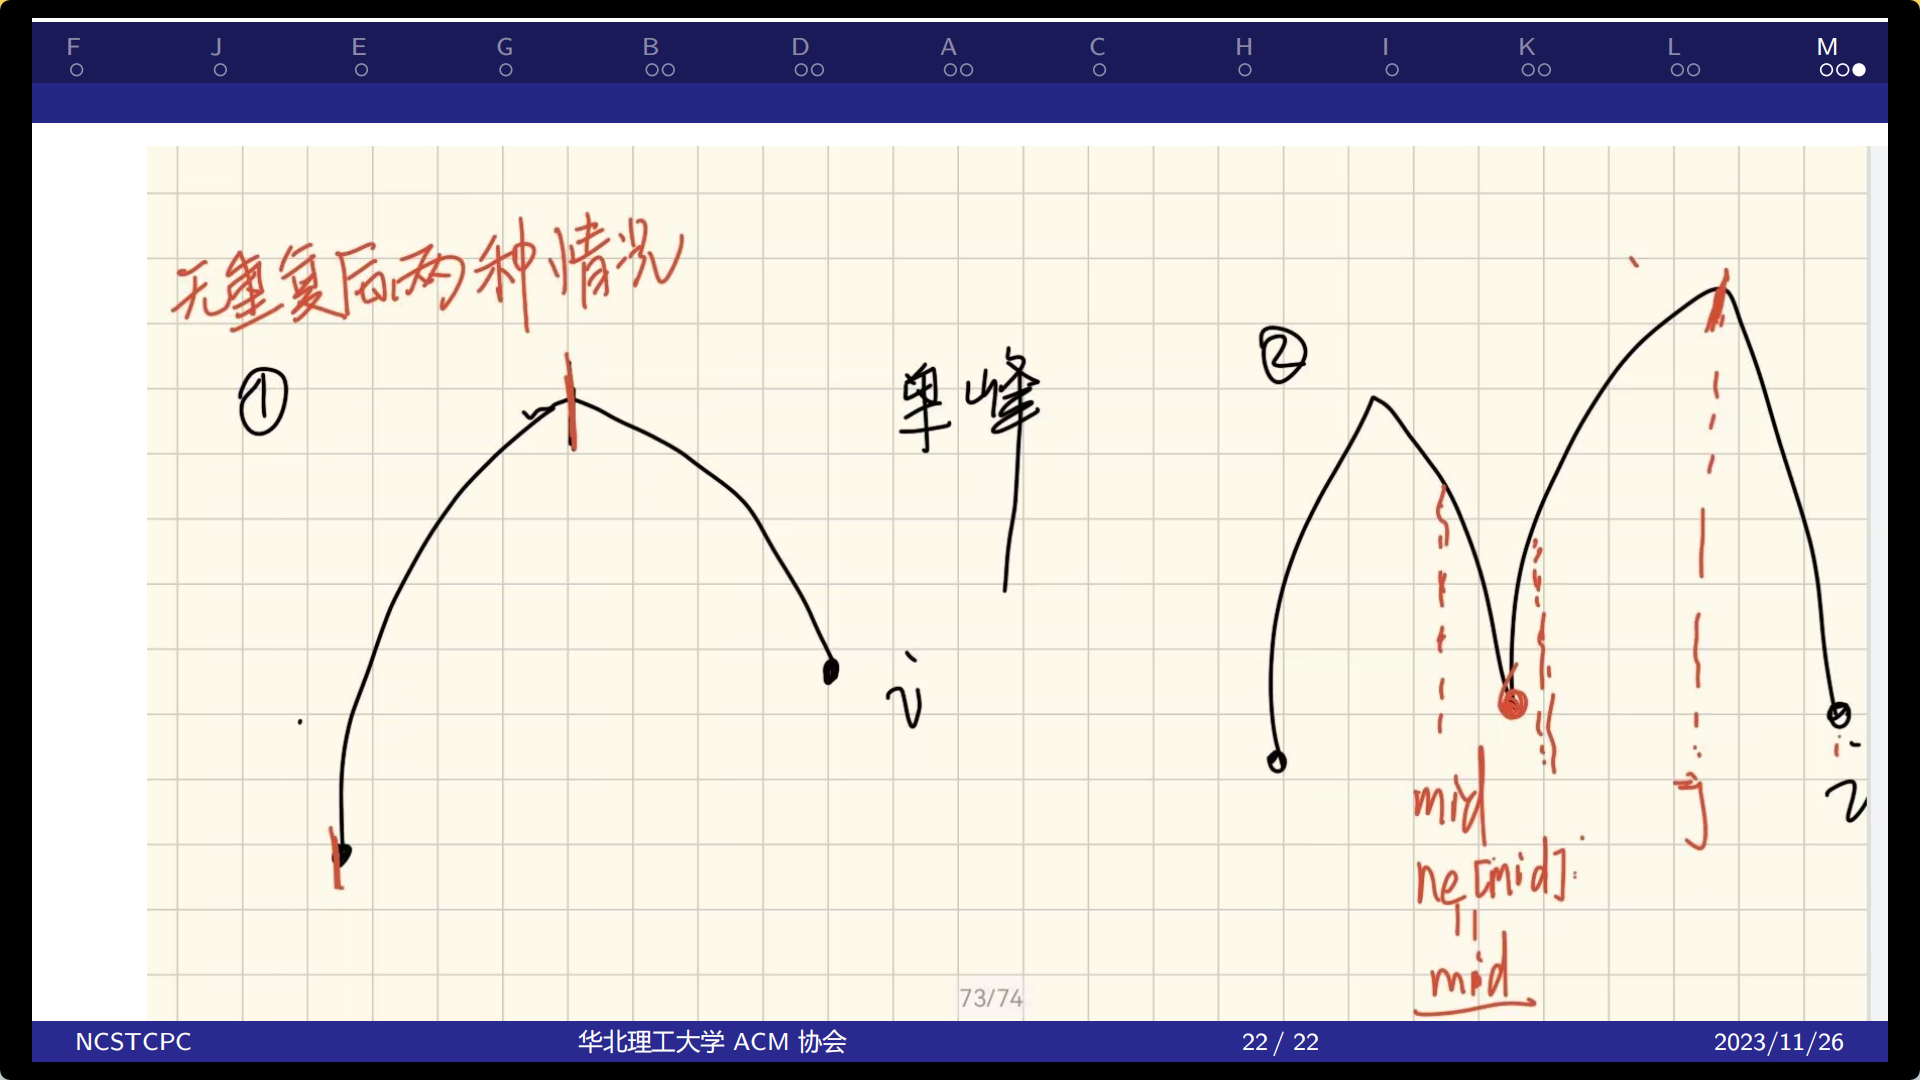 F J E G B D A C H I K L M
无重复后两种情况
①
单峰
②
i
i
j
mid
ne[mid]
=
mid
73/74
NCSTCPC 华北理工大学 ACM 协会 22 / 22 2023/11/26